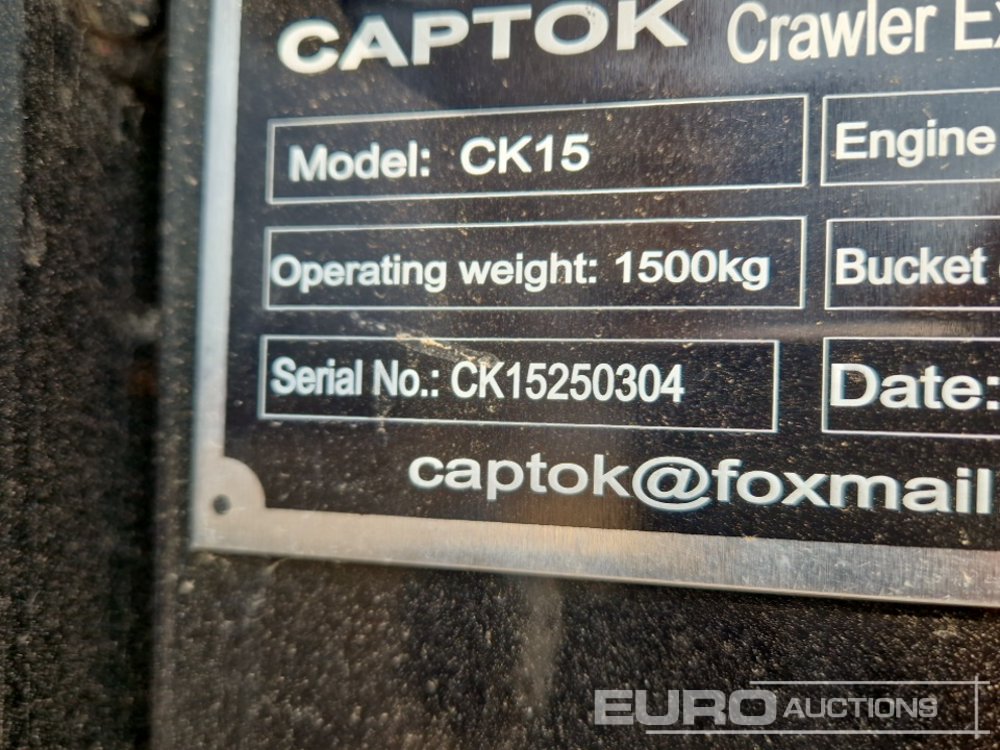 CAPTOK Crawler Ex
Model: CK15
Engine
Operating weight: 1500kg
Bucket
Serial No.: CK15250304
Date:
captok@foxmail
EURO AUCTIONS